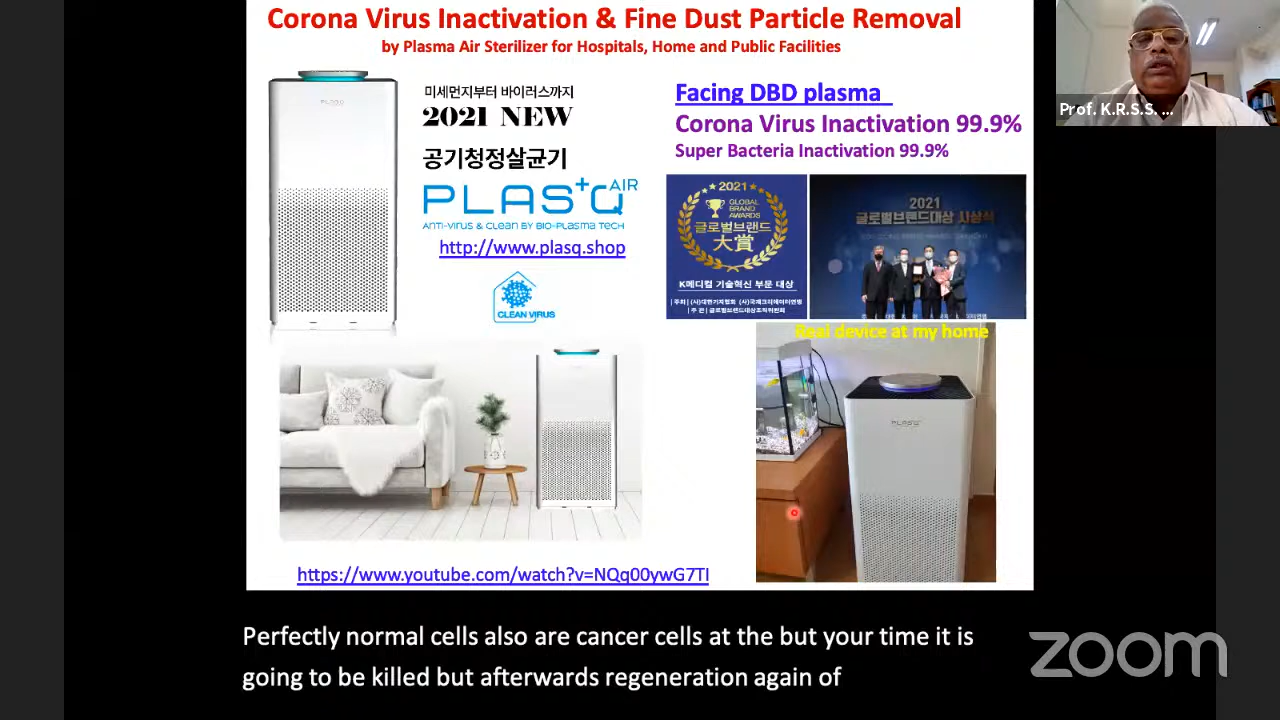 Corona Virus Inactivation & Fine Dust Particle Removal
by Plasma Air Sterilizer for Hospitals, Home and Public Facilities
PLASQ
미세먼지부터 바이러스까지
2021 NEW
공기청정살균기
PLAS+Q AIR
ANTI-VIRUS & CLEAN BY BIO-PLASMA TECH
http://www.plasq.shop
CLEAN VIRUS
Facing DBD plasma
Corona Virus Inactivation 99.9%
Super Bacteria Inactivation 99.9%
2021
GLOBAL
BRAND
AWARDS
글로벌브랜드
大賞
K메디컬 기술혁신 부문 대상
2021
글로벌브랜드대상 시상식
Real device at my home
PLASQ
https://www.youtube.com/watch?v=NQq00ywG7TI
Prof. K.R.S.S. ...
Perfectly normal cells also are cancer cells at the but your time it is
going to be killed but afterwards regeneration again of
zoom